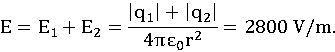 E = E₁ + E₂ = |q₁| + |q₂| / 4πε₀r² = 2800 V/m.